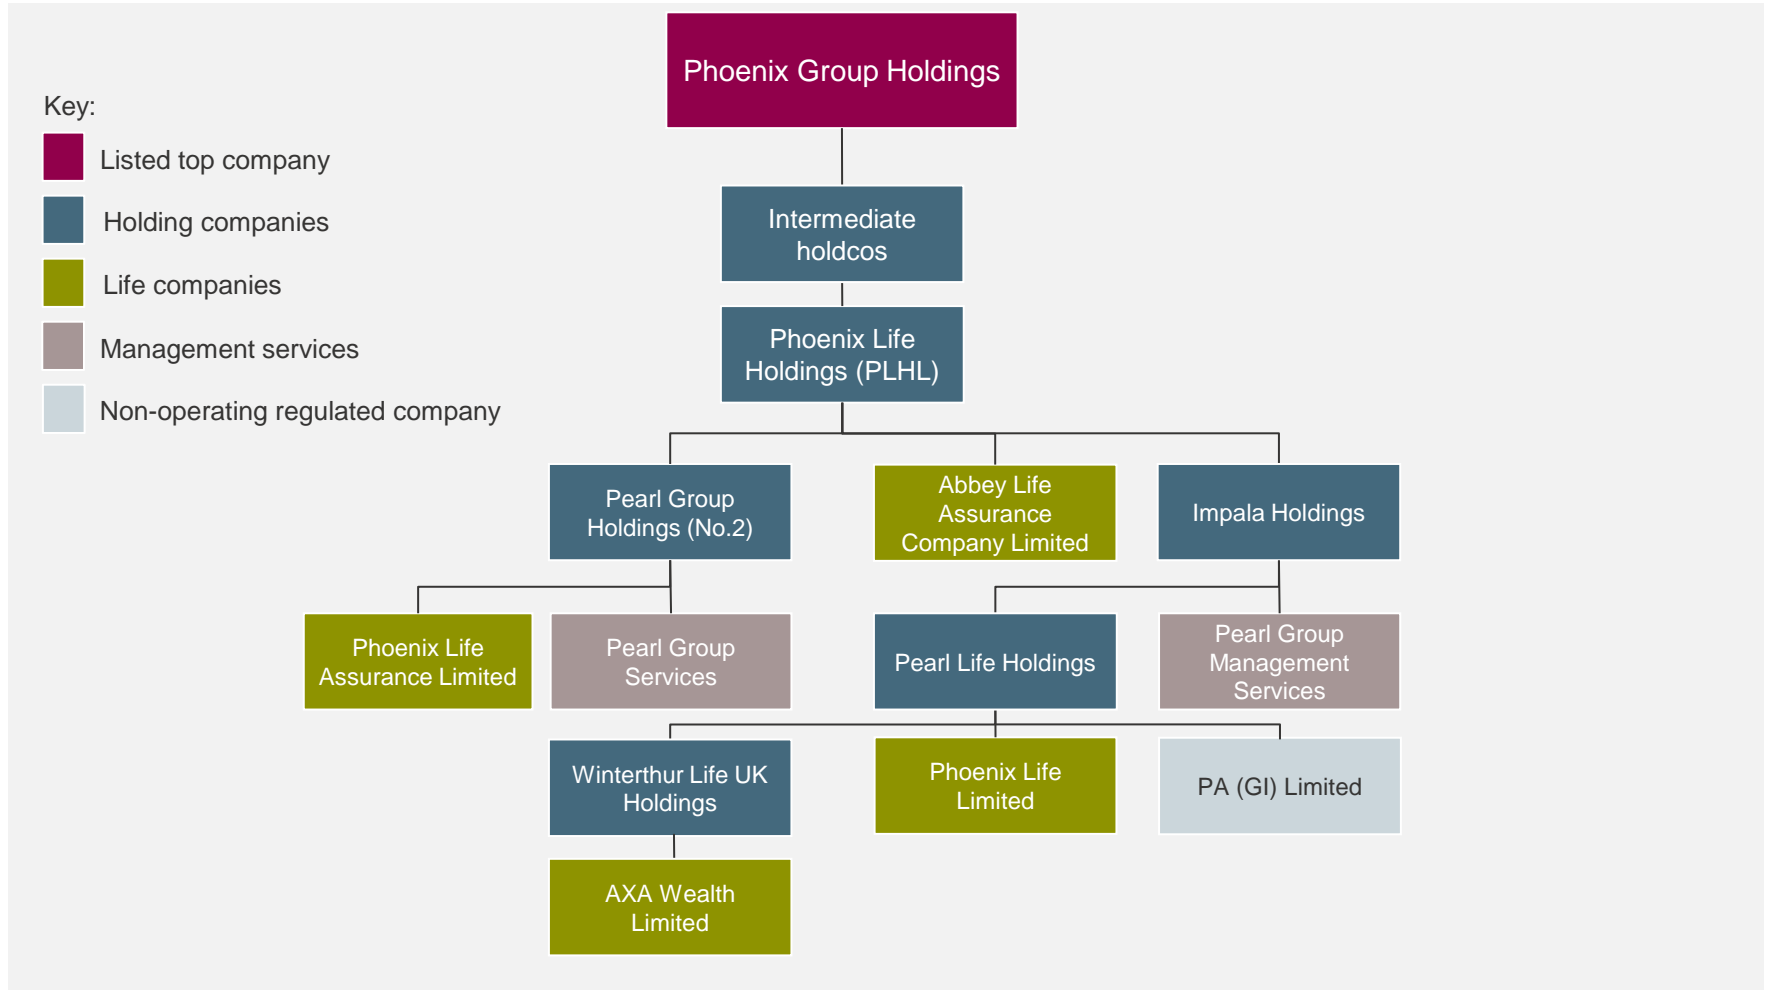 Phoenix Group Holdings
Key:
Listed top company
Holding companies
Life companies
Management services
Non-operating regulated company
Intermediate
holdcos
Phoenix Life
Holdings (PLHL)
Pearl Group
Holdings (No.2)
Abbey Life
Assurance
Company Limited
Impala Holdings
Phoenix Life
Assurance Limited
Pearl Group
Services
Pearl Life Holdings
Pearl Group
Management
Services
Winterthur Life UK
Holdings
Phoenix Life
Limited
PA (GI) Limited
AXA Wealth
Limited